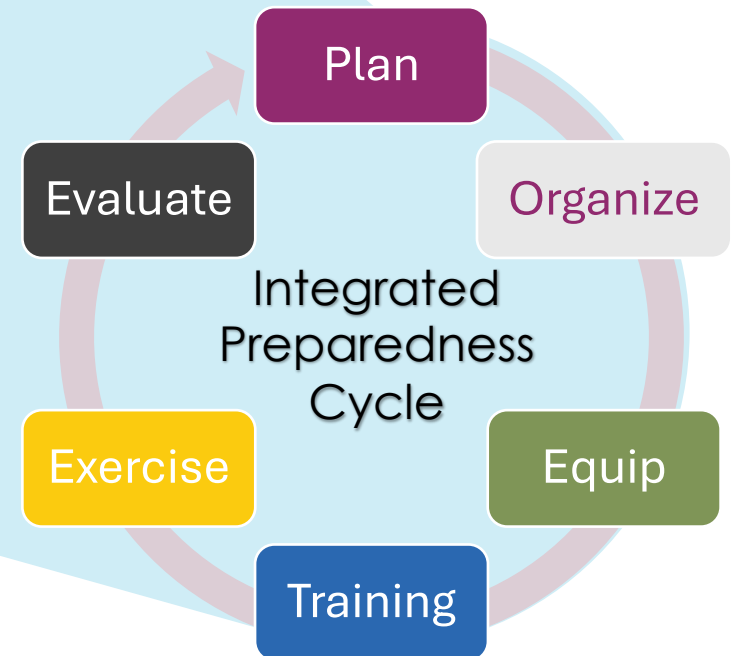 Plan
Organize
Equip
Training
Exercise
Evaluate
Integrated
Preparedness
Cycle